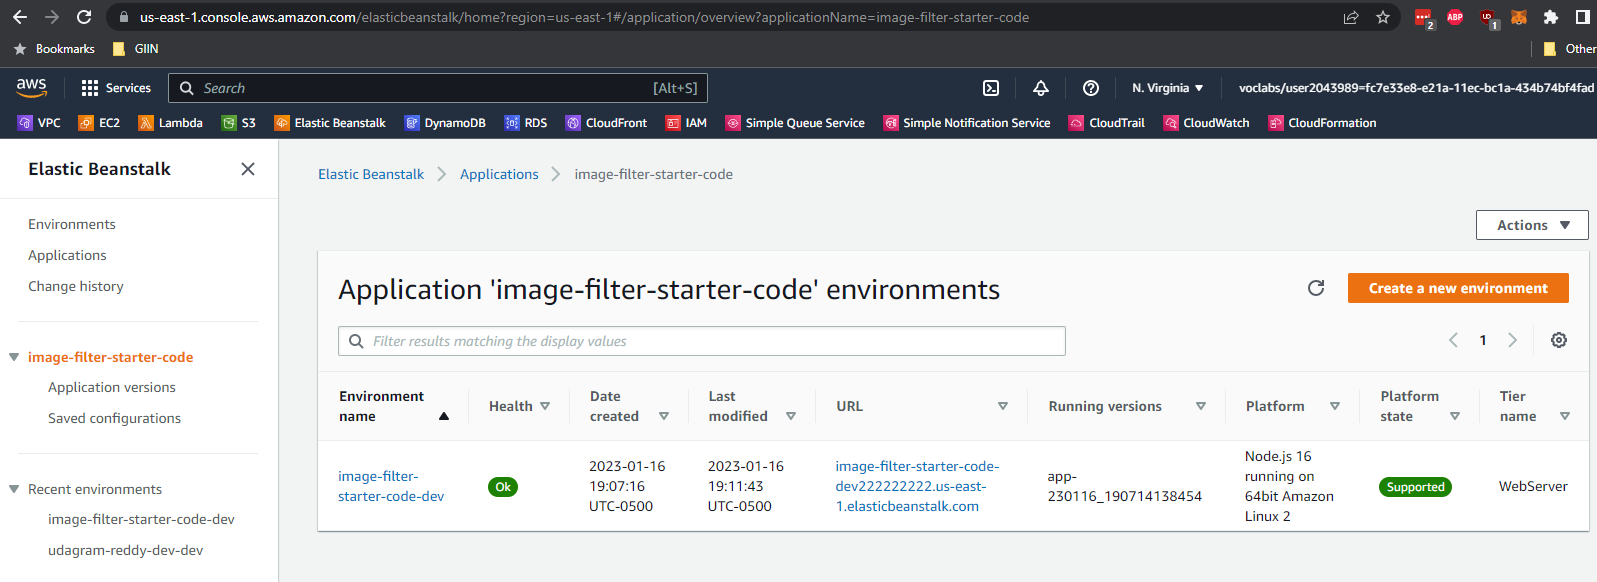 us-east-1.console.aws.amazon.com/elasticbeanstalk/home?region=us-east-1#/application/overview?applicationName=image-filter-starter-code
2
ABP
1
Bookmarks
GIIN
Other
aws
Services
Search
[Alt+S]
N. Virginia
voclabs/user2043989=fc7e33e8-e21a-11ec-bc1a-434b74bf4fad
VPC
EC2
Lambda
S3
Elastic Beanstalk
DynamoDB
RDS
CloudFront
IAM
Simple Queue Service
Simple Notification Service
CloudTrail
CloudWatch
CloudFormation
Elastic Beanstalk
Environments
Applications
Change history
image-filter-starter-code
Application versions
Saved configurations
Recent environments
image-filter-starter-code-dev
udagram-reddy-dev-dev
Elastic Beanstalk
Applications
image-filter-starter-code
Actions
Application 'image-filter-starter-code' environments
Create a new environment
Filter results matching the display values
1
Environment
name
Health
Date
created
Last
modified
URL
Running versions
Platform
Platform
state
Tier
name
image-filter-
starter-code-dev
Ok
2023-01-16
19:07:16
UTC-0500
2023-01-16
19:11:43
UTC-0500
image-filter-starter-code-
dev222222222.us-east-
1.elasticbeanstalk.com
app-
230116_190714138454
Node.js 16
running on
64bit Amazon
Linux 2
Supported
WebServer